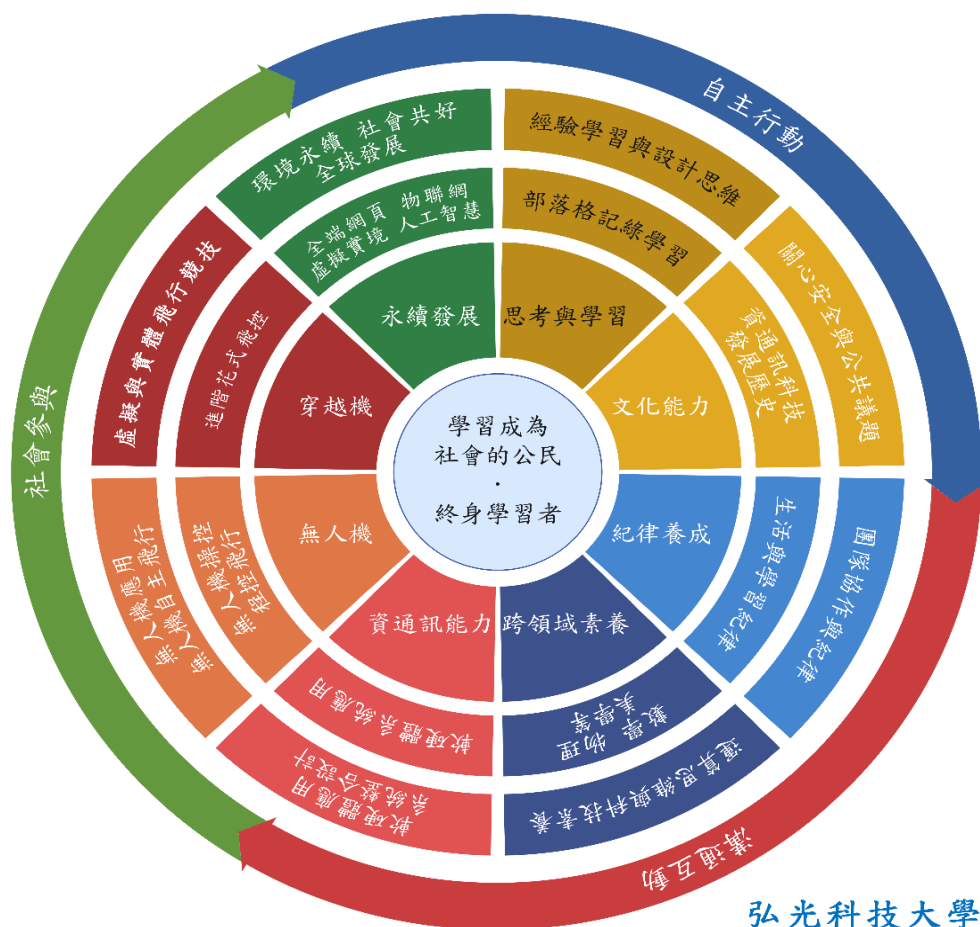 自主行動
溝通互動
社會參與
經驗學習與設計思維
部落格記綠學習
思考與學習
關心安全與公共議題
資通訊科技
發展歷史
文化能力
團隊協作與紀律
生活與學習紀律
紀律養成
運算思維與科技素養
數學 物理
美學等
跨領域素養
軟硬體應用
系統整合設計
軟硬體系統應用
資通訊能力
無人機應用
無人機自主飛行
無人機操控
無程控飛行
無人機
虛擬與實體飛行競技
進階花式飛控
穿越機
環境永續 社會共好
全球發展
全端網頁 物聯網
虛擬實境 人工智慧
永續發展
學習成為
社會的公民
·
終身學習者
弘光科技大學